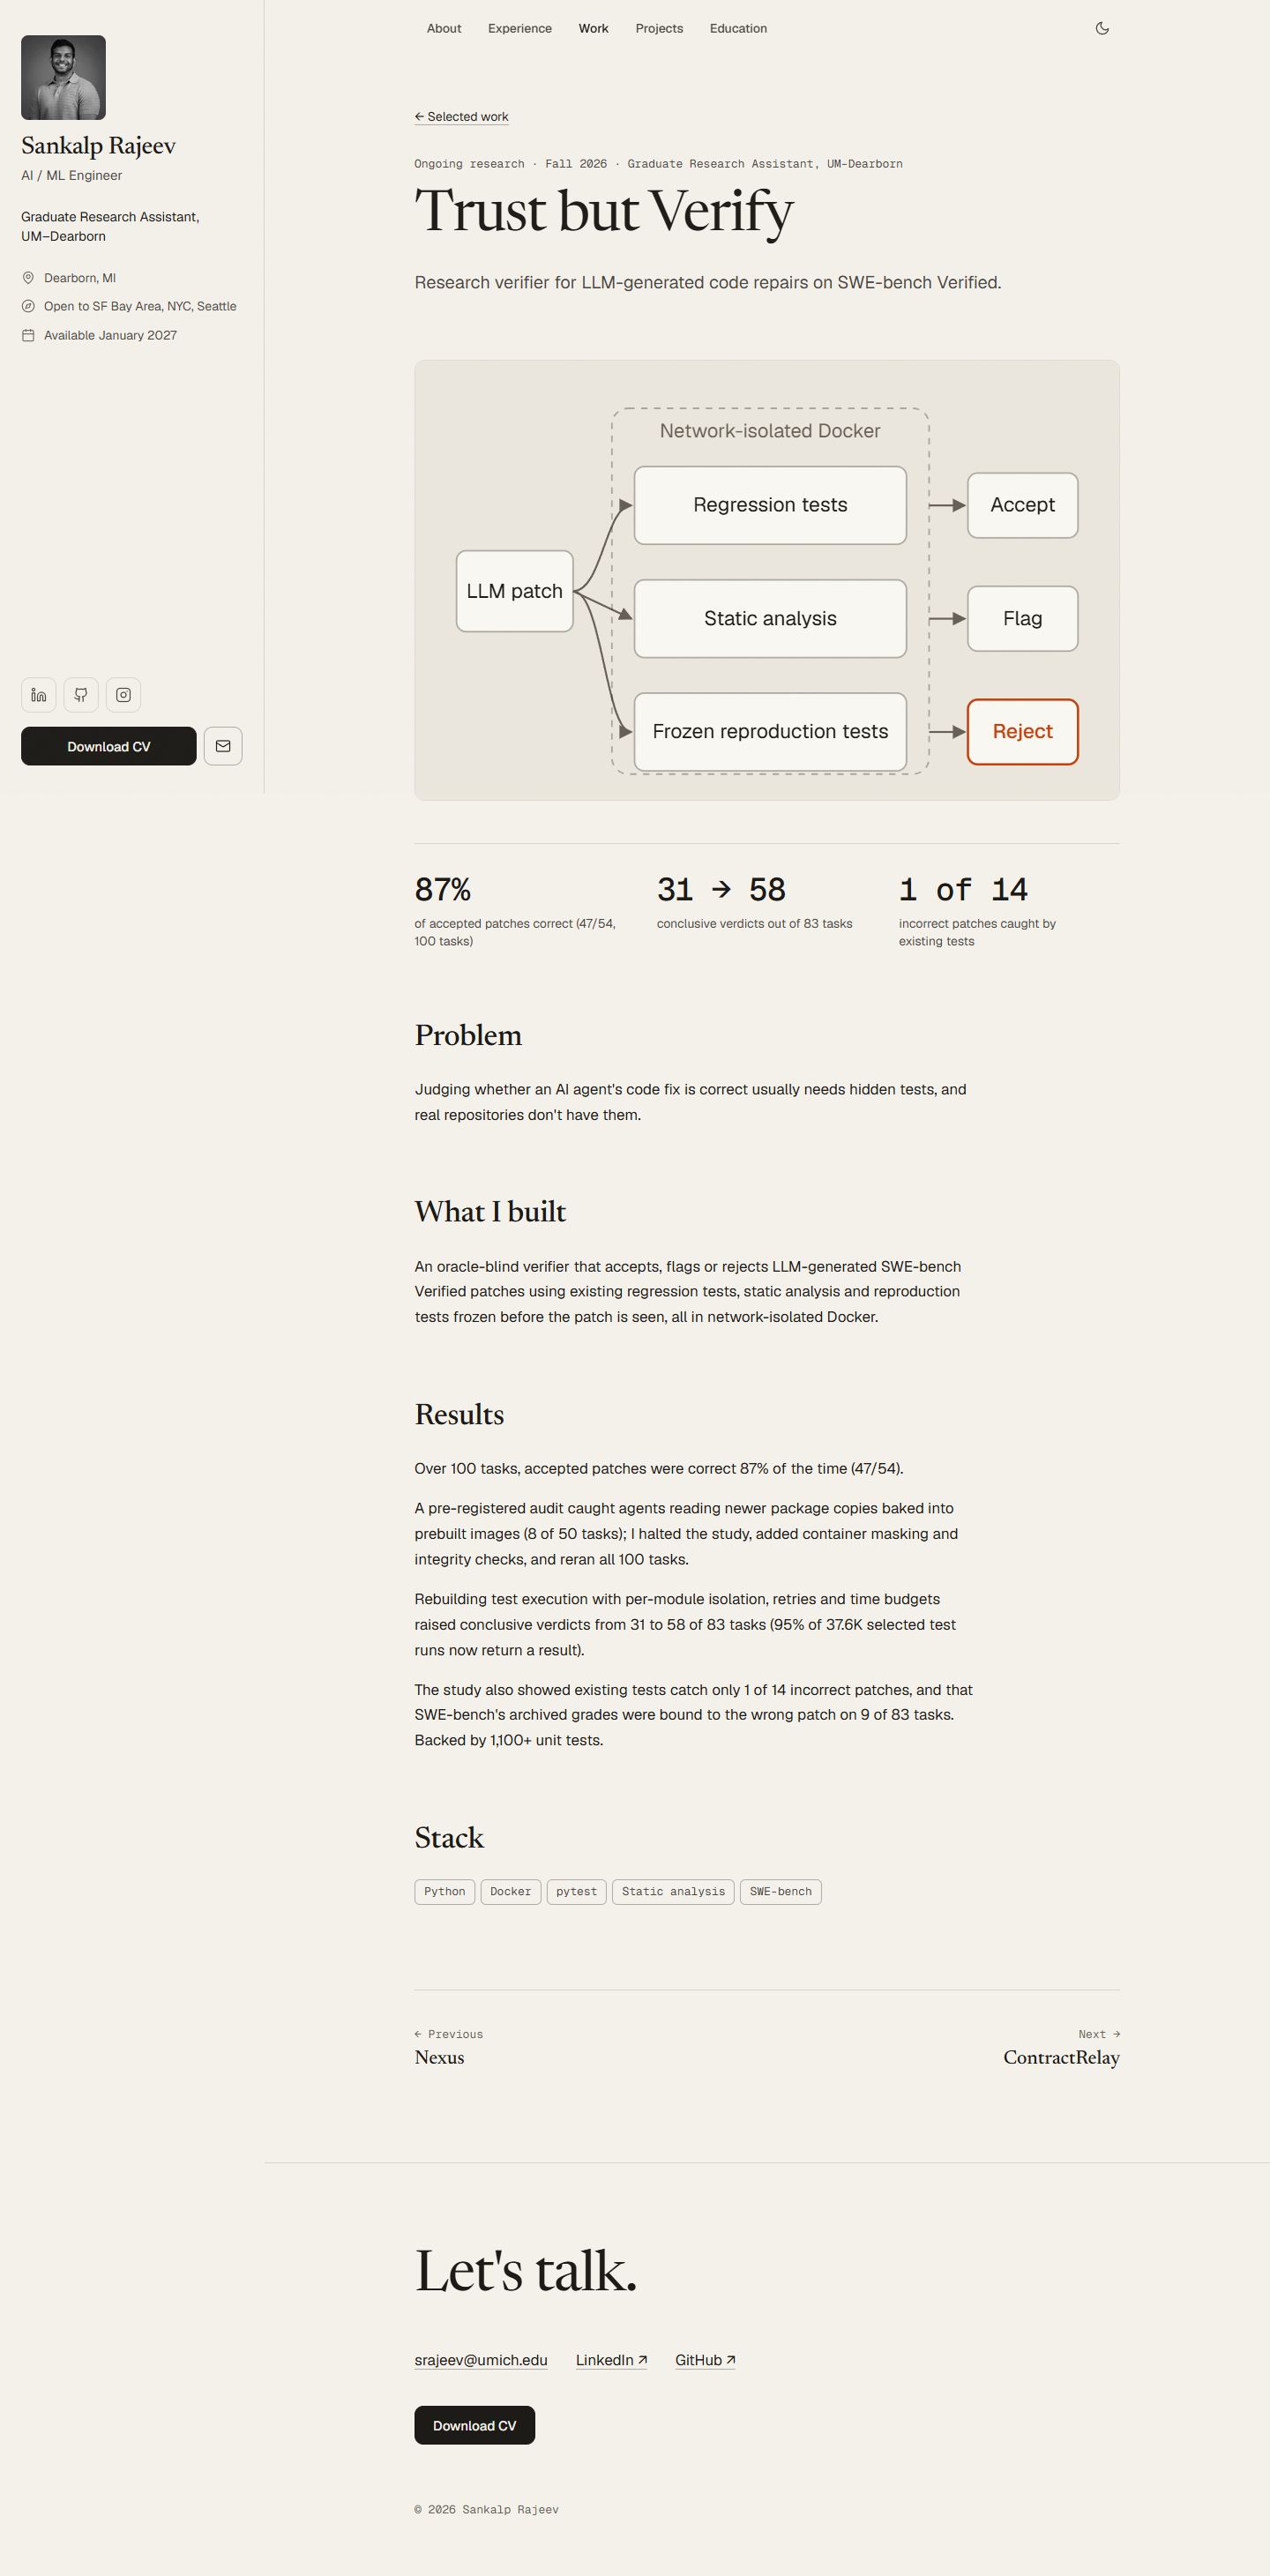 Sankalp Rajeev
AI / ML Engineer
Graduate Research Assistant,
UM–Dearborn
Dearborn, MI
Open to SF Bay Area, NYC, Seattle
Available January 2027
Download CV
About
Experience
Work
Projects
Education
← Selected work
Ongoing research · Fall 2026 · Graduate Research Assistant, UM–Dearborn
Trust but Verify
Research verifier for LLM-generated code repairs on SWE-bench Verified.
Network-isolated Docker
LLM patch
Regression tests
Accept
Static analysis
Flag
Frozen reproduction tests
Reject
87%
of accepted patches correct (47/54,
100 tasks)
31 → 58
conclusive verdicts out of 83 tasks
1 of 14
incorrect patches caught by
existing tests
Problem
Judging whether an AI agent's code fix is correct usually needs hidden tests, and
real repositories don't have them.
What I built
An oracle-blind verifier that accepts, flags or rejects LLM-generated SWE-bench
Verified patches using existing regression tests, static analysis and reproduction
tests frozen before the patch is seen, all in network-isolated Docker.
Results
Over 100 tasks, accepted patches were correct 87% of the time (47/54).
A pre-registered audit caught agents reading newer package copies baked into
prebuilt images (8 of 50 tasks); I halted the study, added container masking and
integrity checks, and reran all 100 tasks.
Rebuilding test execution with per-module isolation, retries and time budgets
raised conclusive verdicts from 31 to 58 of 83 tasks (95% of 37.6K selected test
runs now return a result).
The study also showed existing tests catch only 1 of 14 incorrect patches, and that
SWE-bench's archived grades were bound to the wrong patch on 9 of 83 tasks.
Backed by 1,100+ unit tests.
Stack
Python
Docker
pytest
Static analysis
SWE-bench
← Previous
Nexus
Next →
ContractRelay
Let's talk.
srajeev@umich.edu
LinkedIn ↗
GitHub ↗
Download CV
© 2026 Sankalp Rajeev